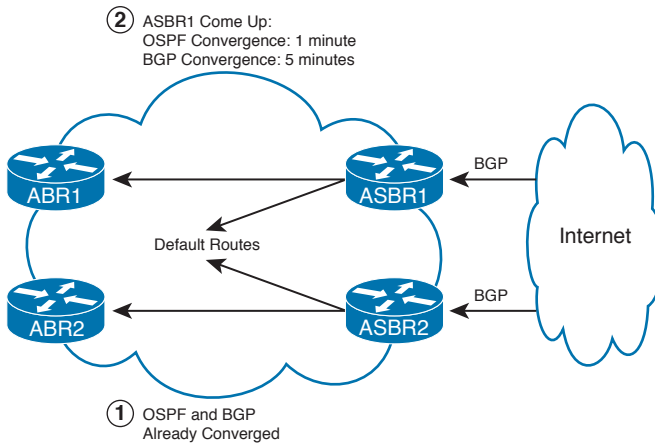 2 ASBR1 Come Up:
OSPF Convergence: 1 minute
BGP Convergence: 5 minutes
ABR1
ASBR1
BGP
Default Routes
Internet
ABR2
ASBR2
BGP
1 OSPF and BGP
Already Converged